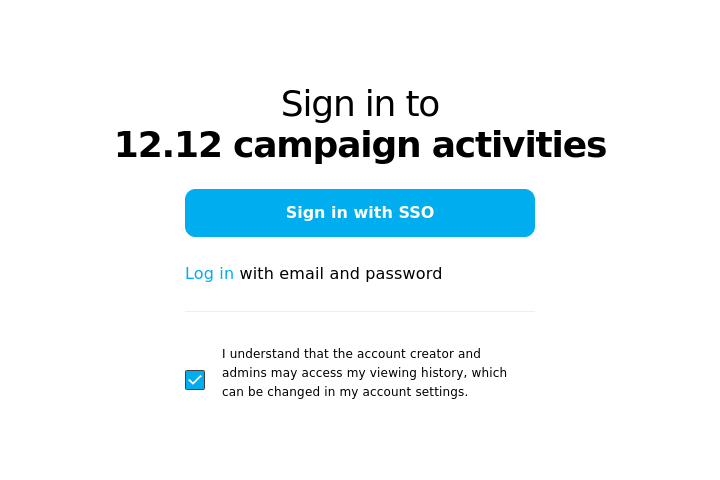 Sign in to
12.12 campaign activities
Sign in with SSO
Log in with email and password
I understand that the account creator and
admins may access my viewing history, which
can be changed in my account settings.